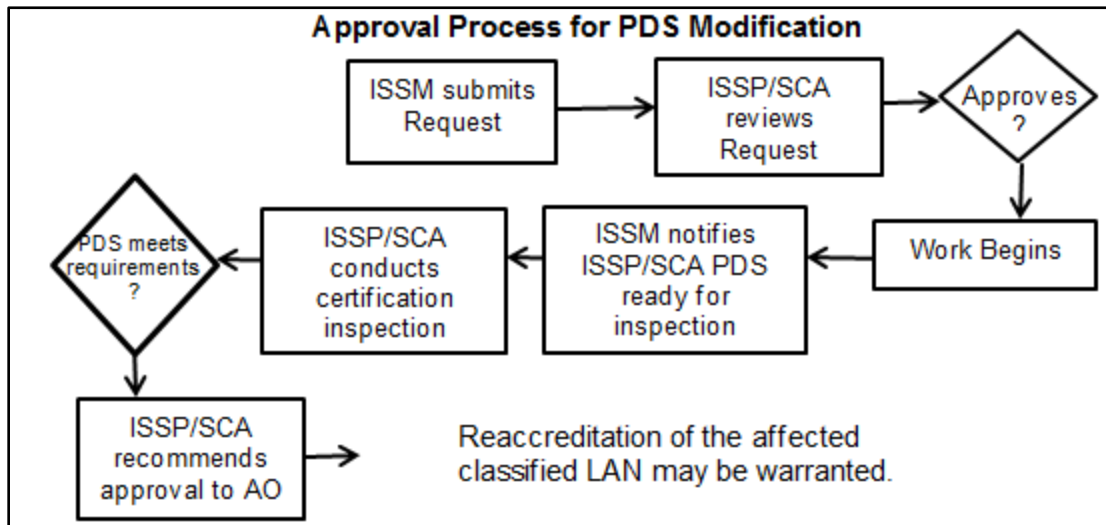 Approval Process for PDS Modification
ISSM submits
Request
ISSP/SCA
reviews
Request
Approves
?
Work Begins
ISSM notifies
ISSP/SCA PDS
ready for
inspection
ISSP/SCA
conducts
certification
inspection
PDS meets
requirements
?
ISSP/SCA
recommends
approval to AO
Reaccreditation of the affected
classified LAN may be warranted.